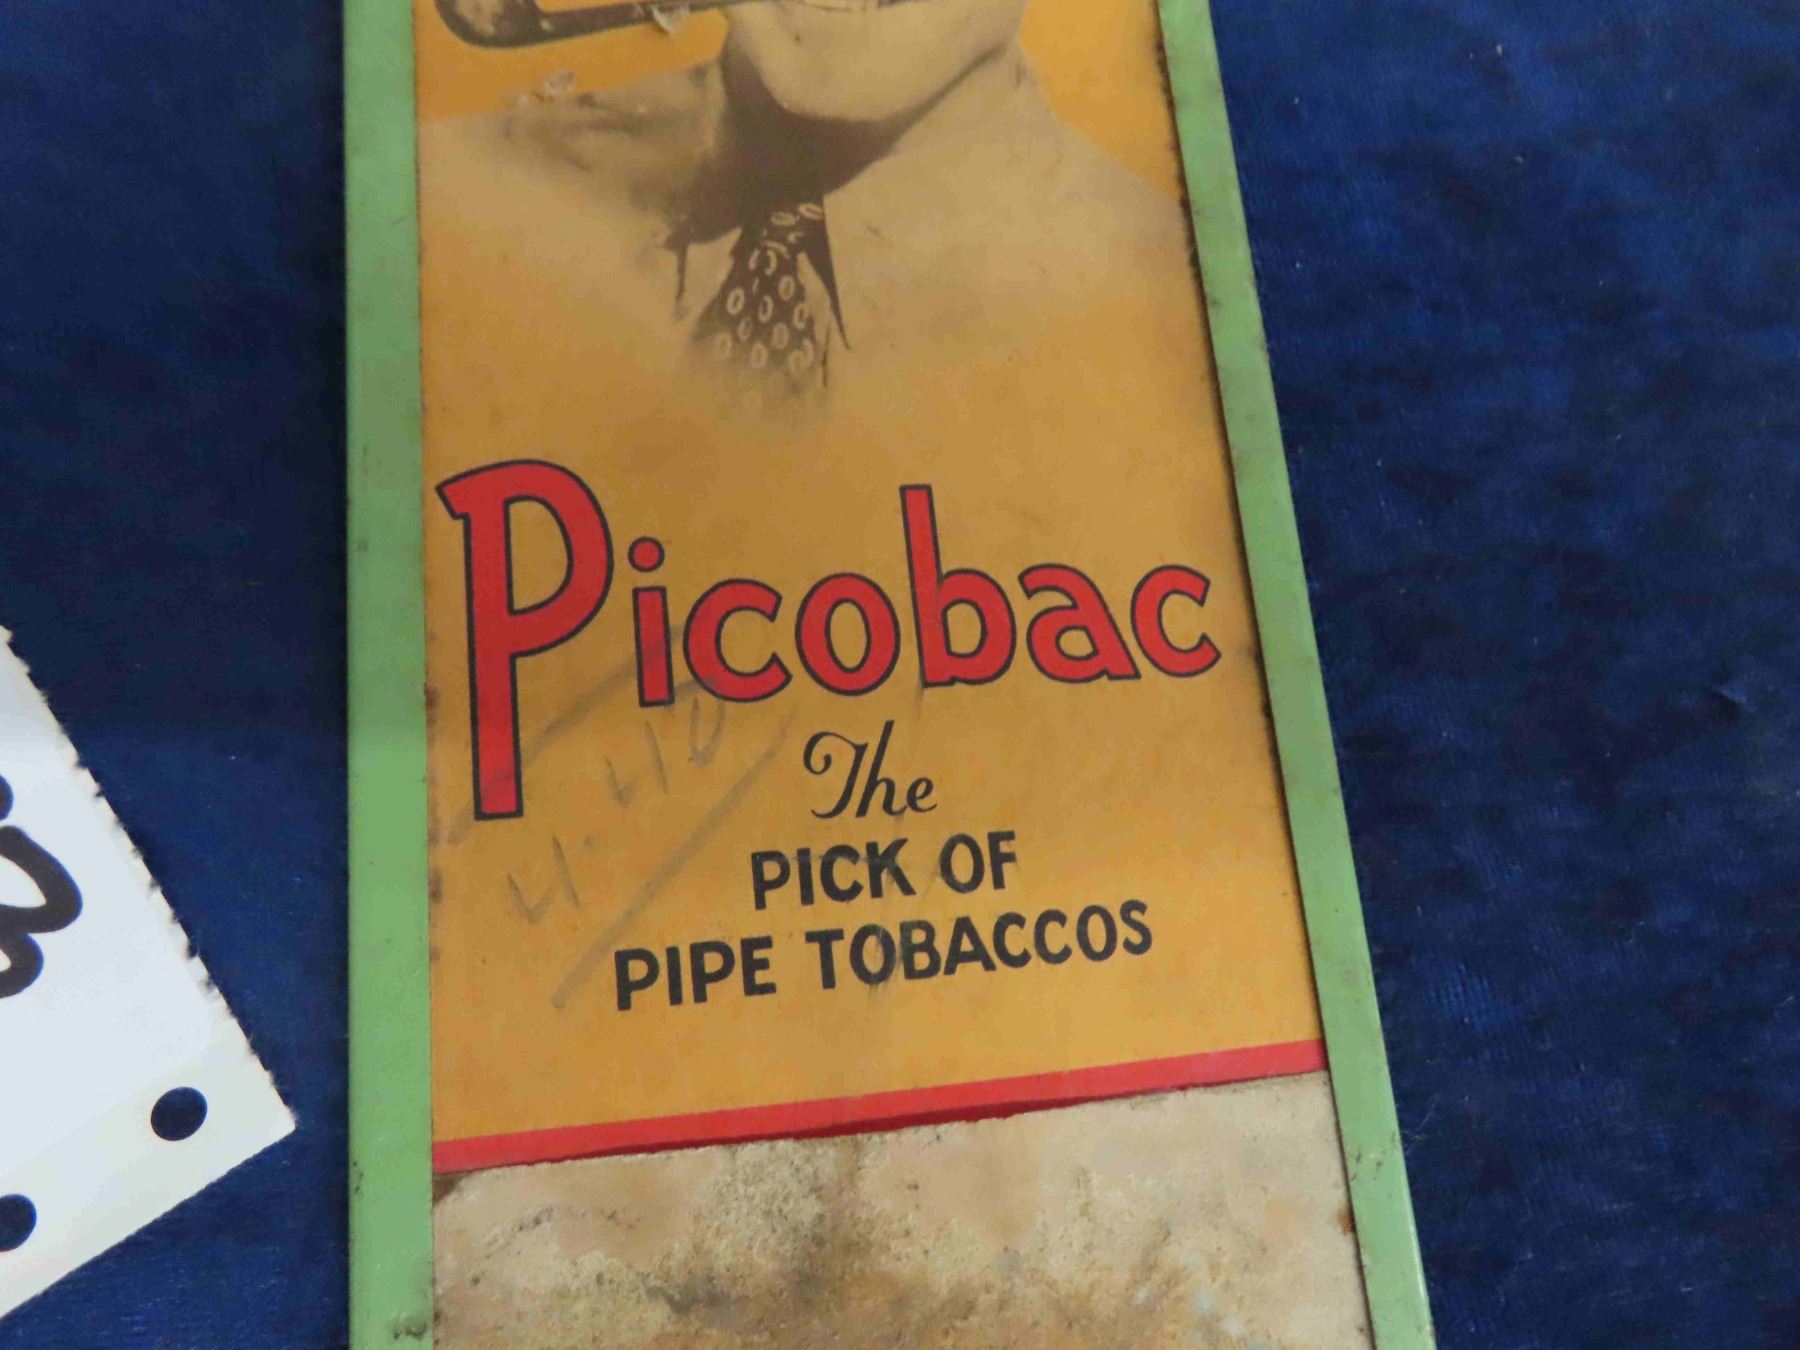 Picobac
The
PICK OF
PIPE TOBACCOS